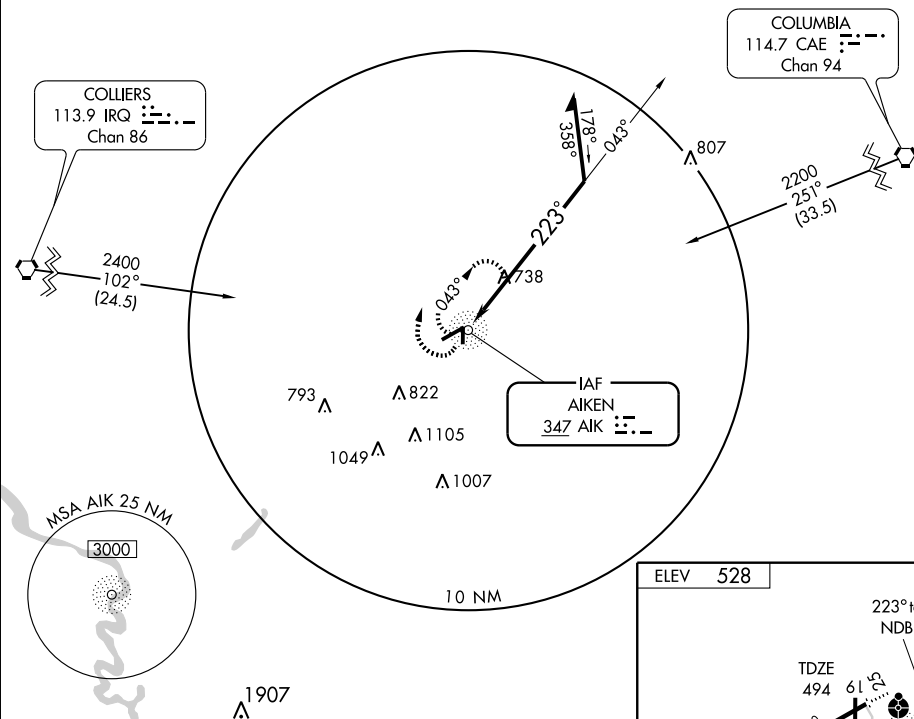 COLUMBIA
114.7 CAE
Chan 94
COLLIERS
113.9 IRQ
Chan 86
178°
358°
043°
807
2200
251°
(33.5)
223°
2400
102°
(24.5)
043°
738
IAF
AIKEN
347 AIK
793
822
1105
1049
1007
MSA AIK 25 NM
3000
10 NM
1907
ELEV 528
223° to
NDB
TDZE
494
19
25